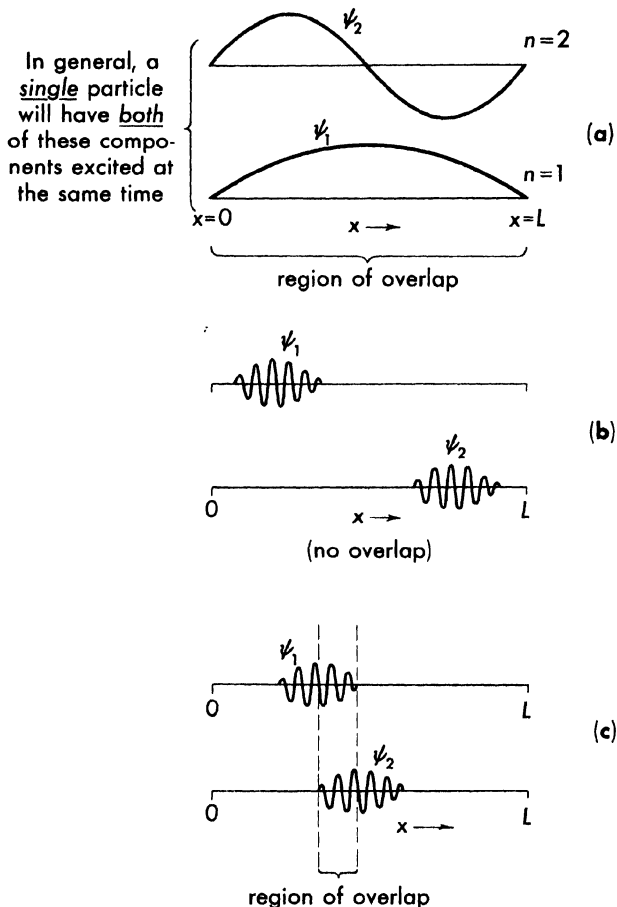 In general, a
single particle
will have both
of these compo-
nents excited at
the same time
ψ₂
n=2
ψ₁
n=1
(a)
x=0
x →
x=L
region of overlap
ψ₁
(b)
ψ₂
0
x →
L
(no overlap)
ψ₁
0
L
(c)
ψ₂
0
x →
L
region of overlap